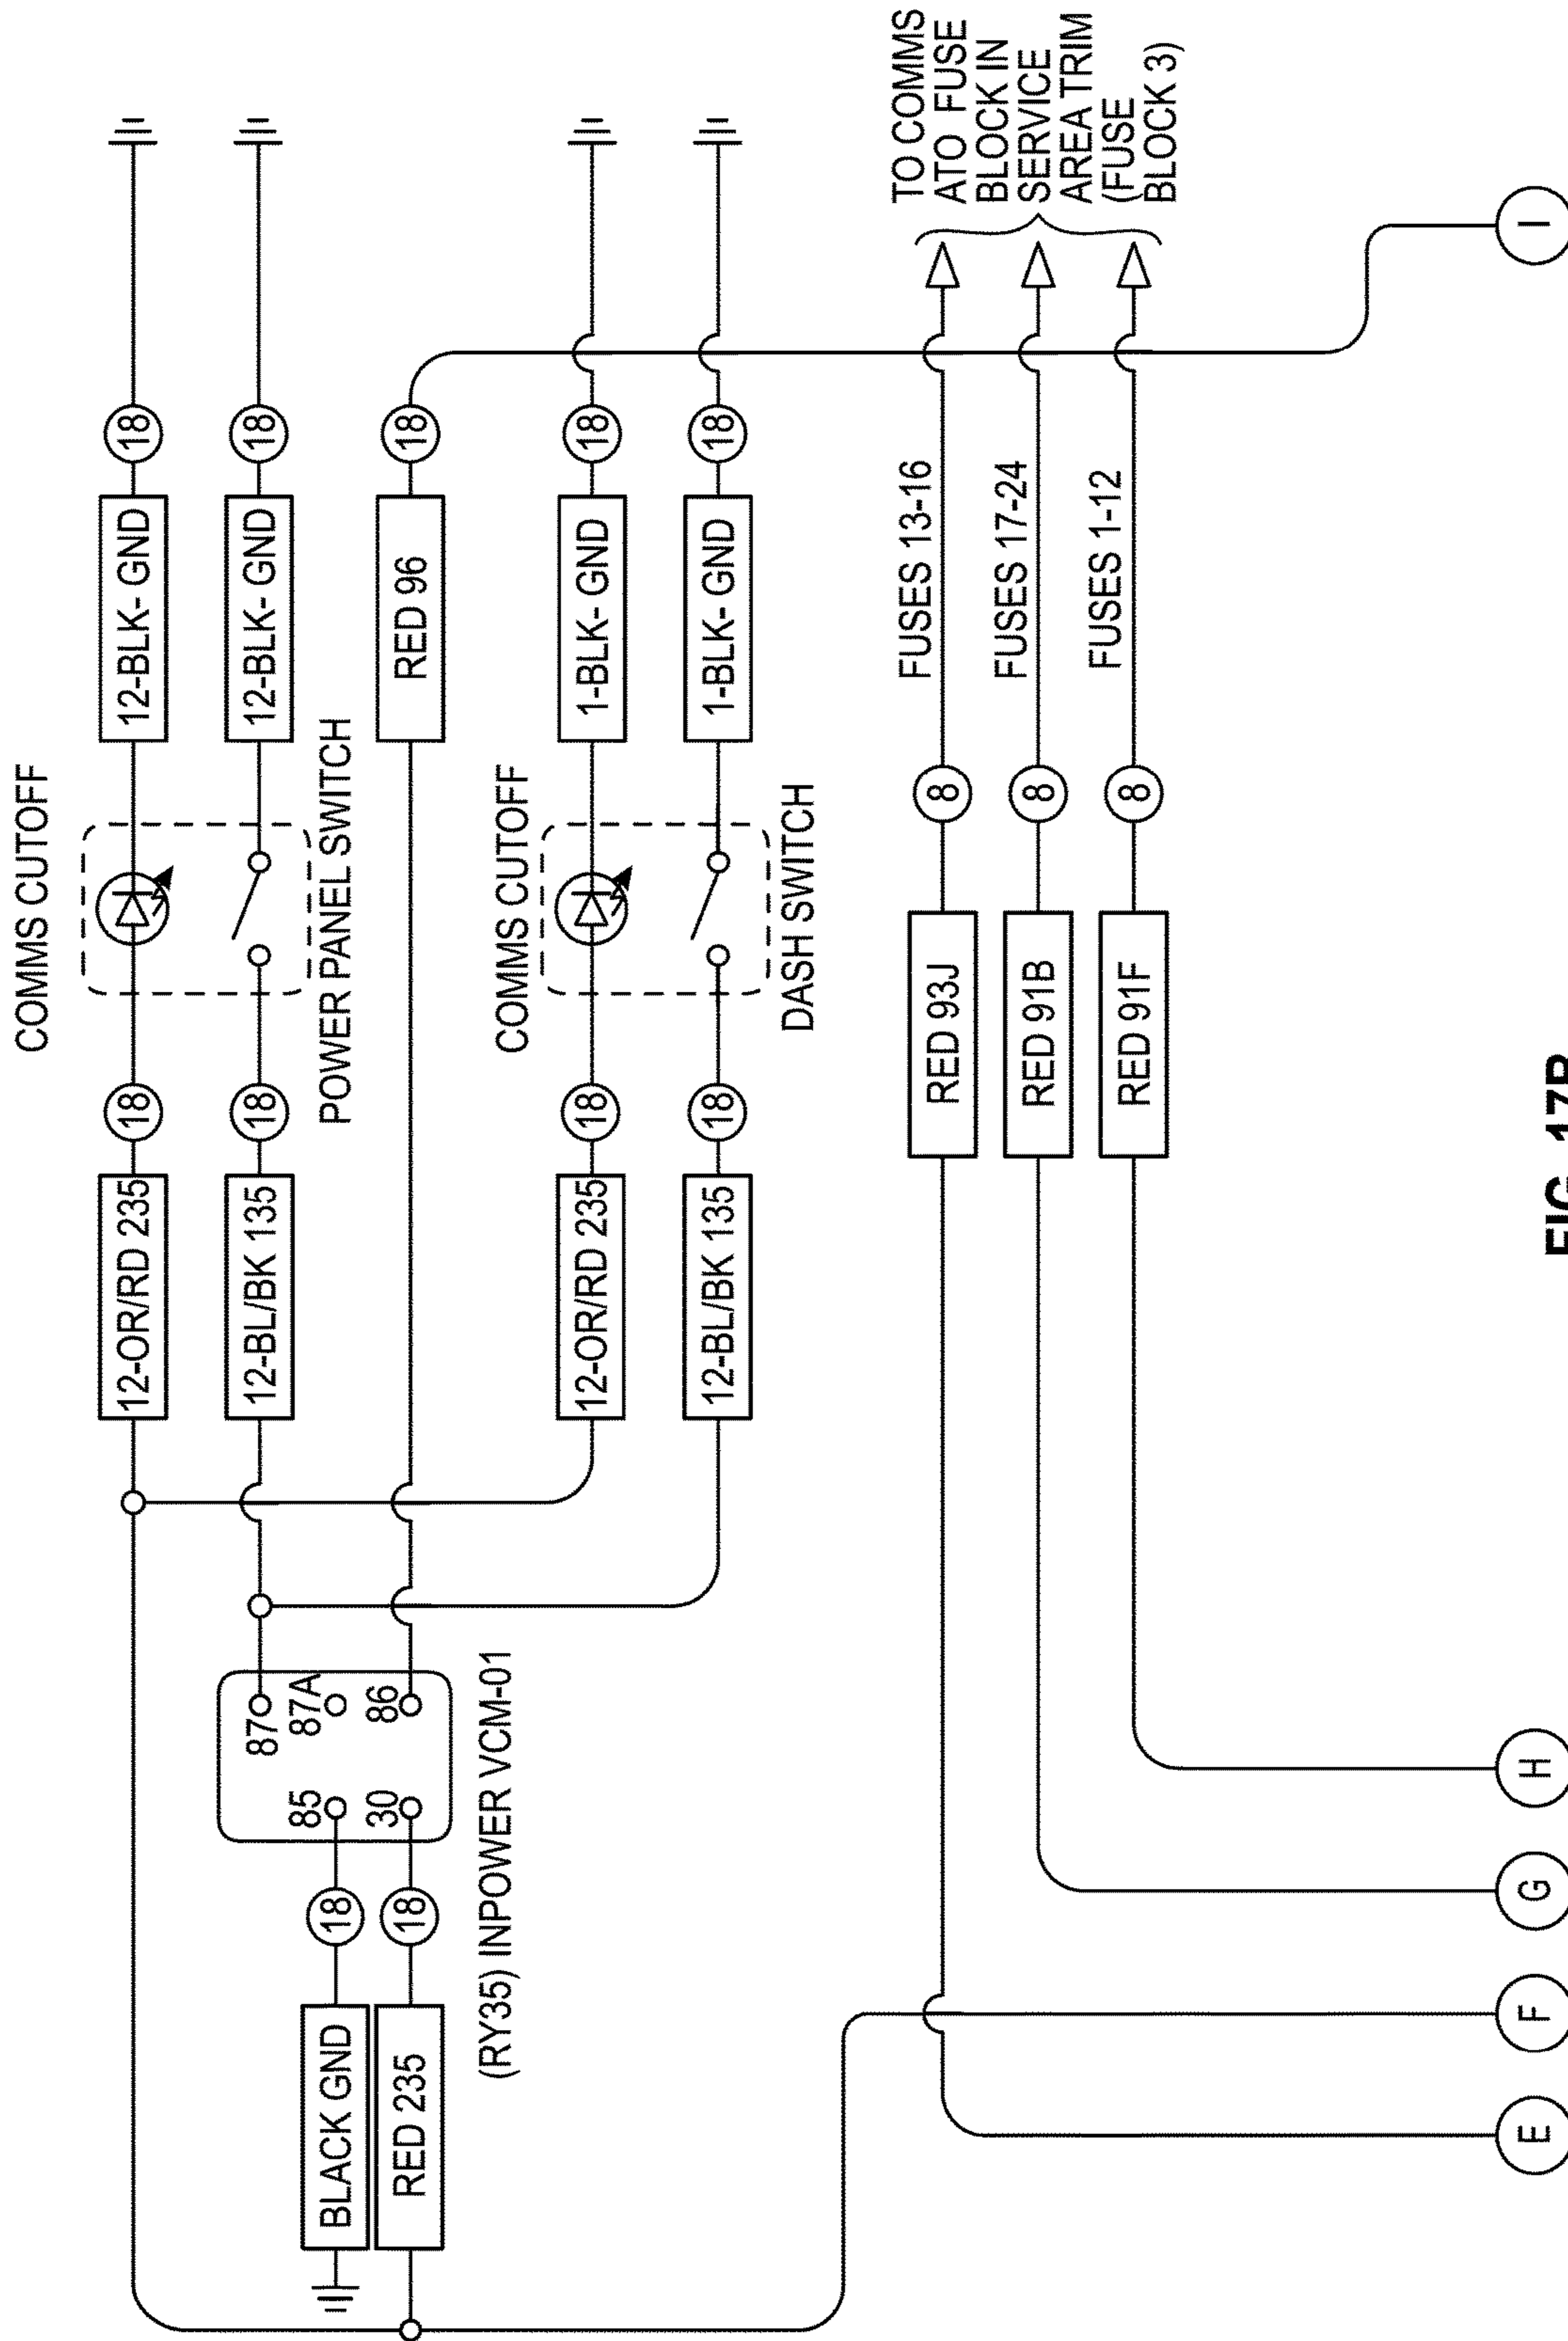 COMMS CUTOFF
12-OR/RD 235
18
18
12-BLK- GND
12-BL/BK 135
18
18
12-BLK- GND
POWER PANEL SWITCH
87
87A
86
85
30
BLACK GND
18
RED 235
18
RED 96
18
(RY35) INPOWER VCM-01
COMMS CUTOFF
12-OR/RD 235
18
18
1-BLK- GND
12-BL/BK 135
18
18
1-BLK- GND
DASH SWITCH
RED 93J
8
FUSES 13-16
RED 91B
8
FUSES 17-24
RED 91F
8
FUSES 1-12
TO COMMS
ATO FUSE
BLOCK IN
SERVICE
AREA TRIM
(FUSE
BLOCK 3)
E
F
G
H
I